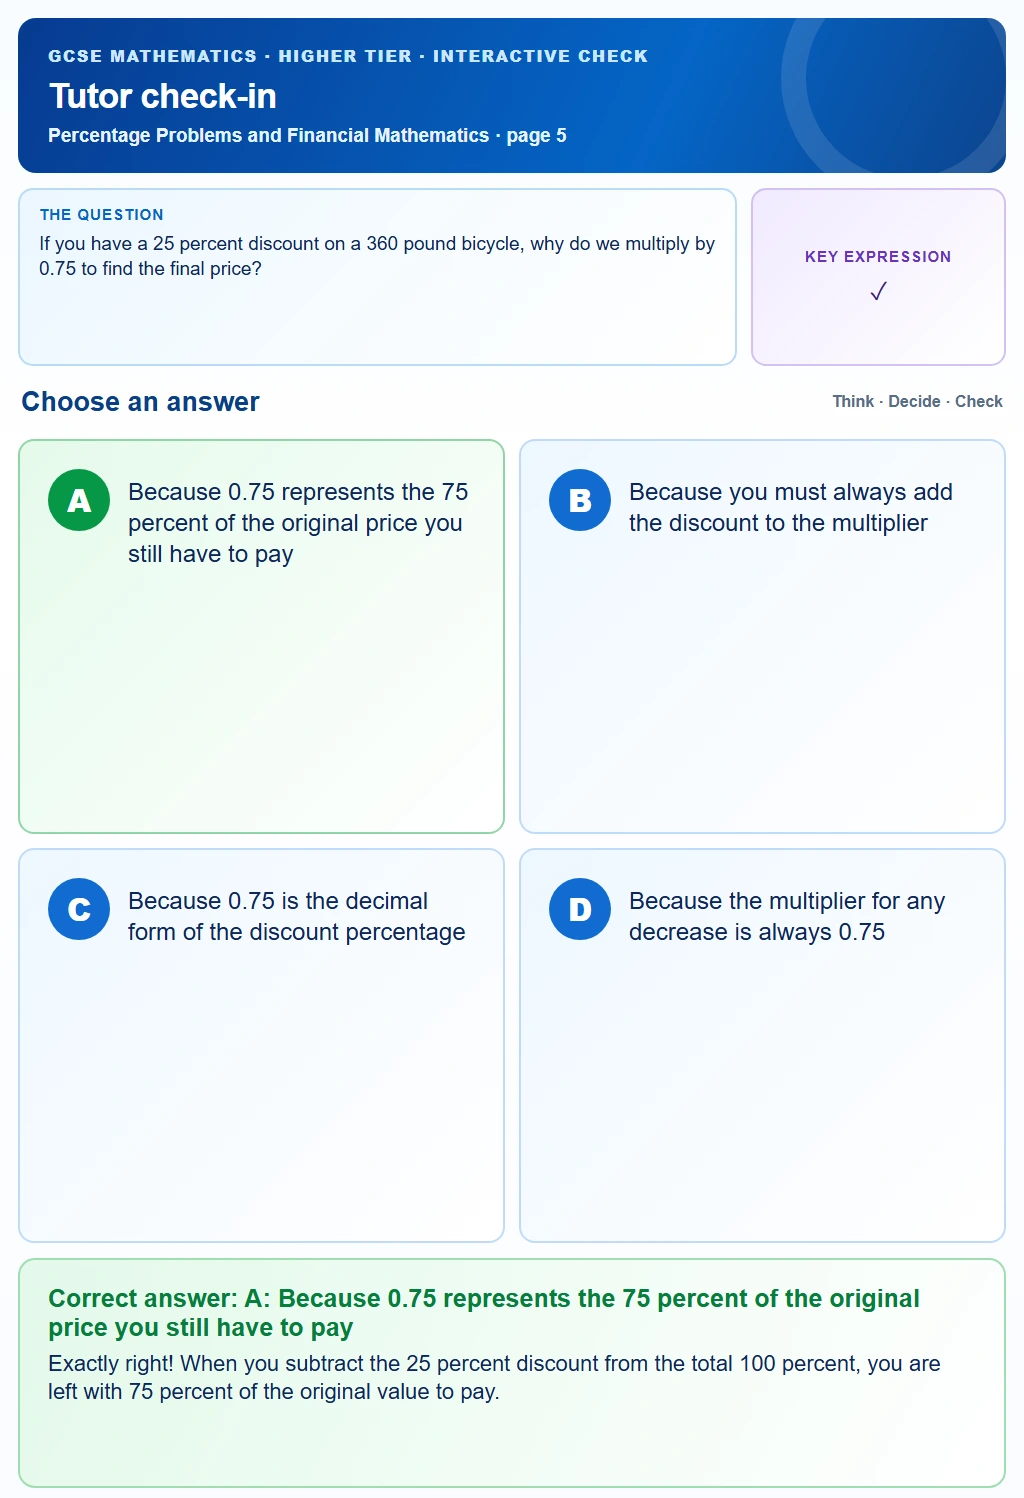 GCSE MATHEMATICS · HIGHER TIER · INTERACTIVE CHECK
Tutor check-in
Percentage Problems and Financial Mathematics · page 5
THE QUESTION
If you have a 25 percent discount on a 360 pound bicycle, why do we multiply by
0.75 to find the final price?
KEY EXPRESSION
✓
Choose an answer
Think · Decide · Check
A
Because 0.75 represents the 75
percent of the original price you
still have to pay
B
Because you must always add
the discount to the multiplier
C
Because 0.75 is the decimal
form of the discount percentage
D
Because the multiplier for any
decrease is always 0.75
Correct answer: A: Because 0.75 represents the 75 percent of the original
price you still have to pay
Exactly right! When you subtract the 25 percent discount from the total 100 percent, you are
left with 75 percent of the original value to pay.